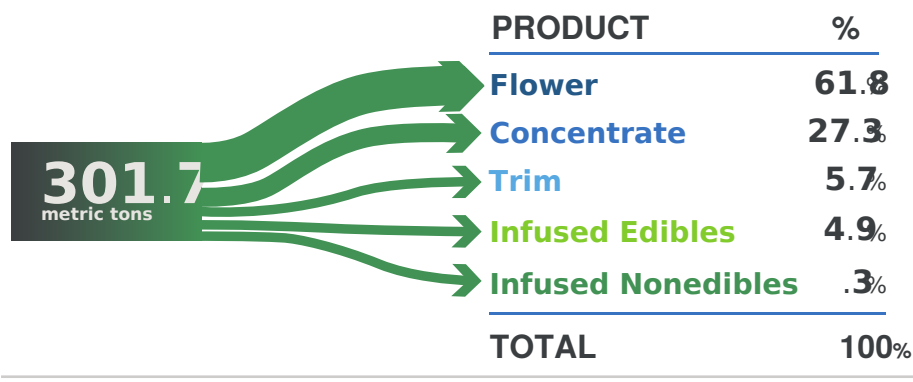 PRODUCT %
Flower 61.8%
Concentrate 27.3%
301.7
metric tons
Trim 5.7%
Infused Edibles 4.9%
Infused Nonedibles .3%
TOTAL 100%